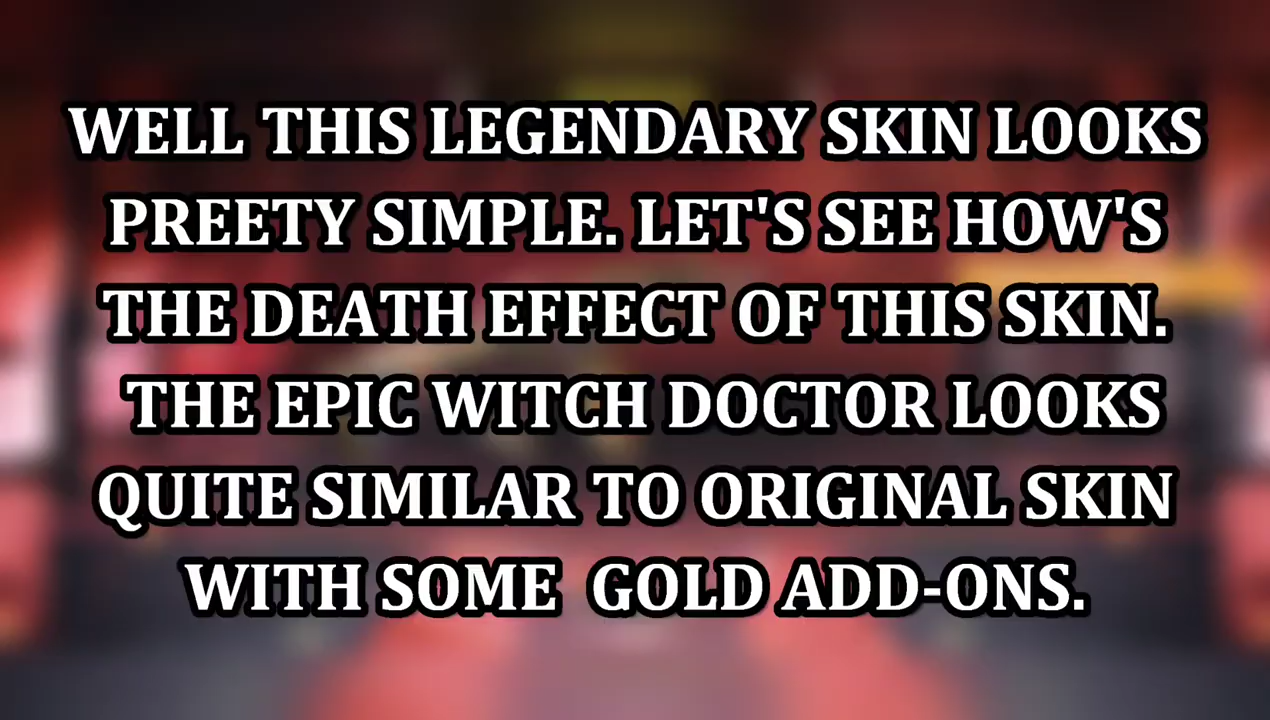 WELL THIS LEGENDARY SKIN LOOKS
PREETY SIMPLE. LET'S SEE HOW'S
THE DEATH EFFECT OF THIS SKIN.
THE EPIC WITCH DOCTOR LOOKS
QUITE SIMILAR TO ORIGINAL SKIN
WITH SOME  GOLD ADD-ONS.